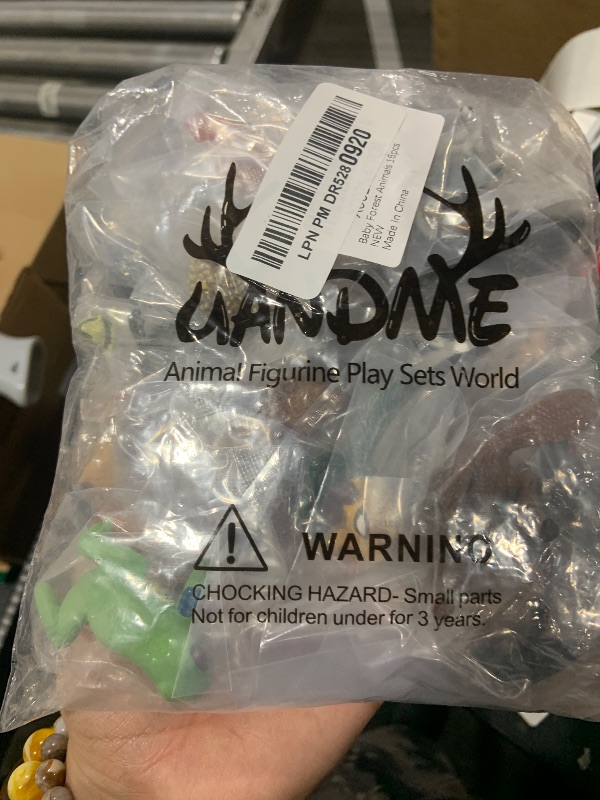 LPN PM DR5280920
Baby Forest Animals 16pcs
NEW
Made In China
UANDME
Animal Figurine Play Sets World
WARNING
CHOCKING HAZARD- Small parts
Not for children under for 3 years.